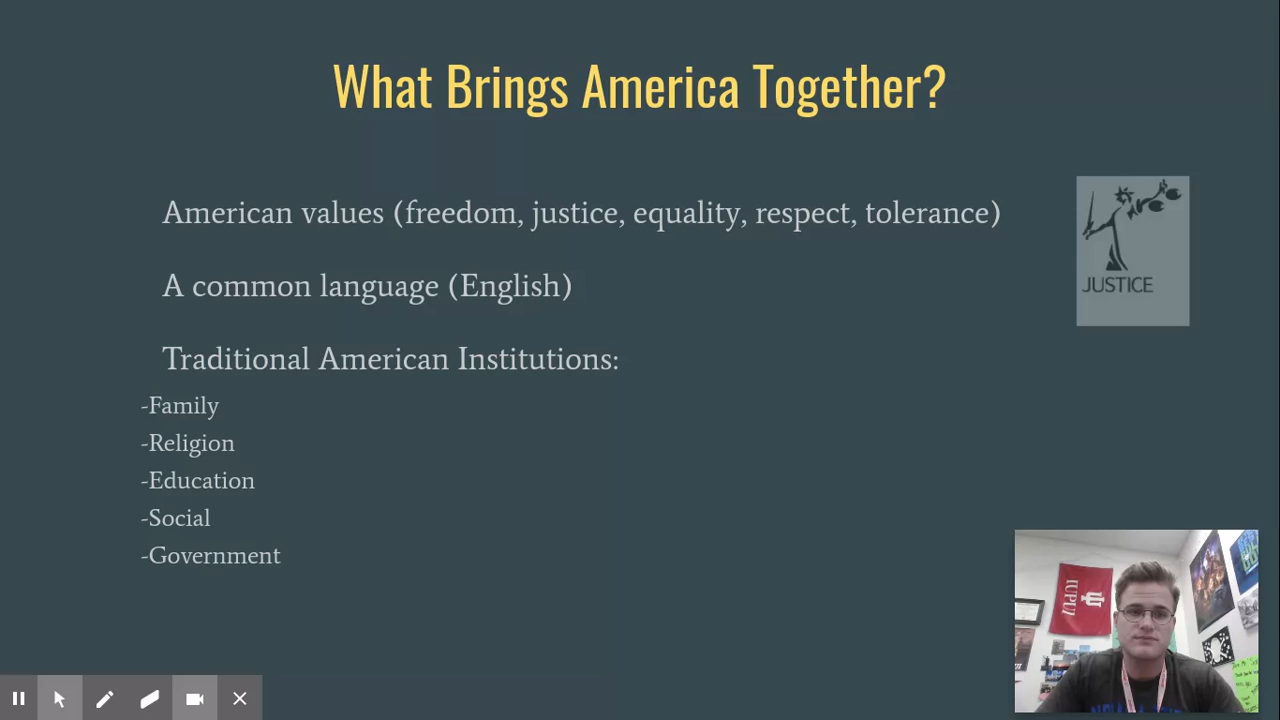 What Brings America Together?
American values (freedom, justice, equality, respect, tolerance)
JUSTICE
A common language (English)
Traditional American Institutions:
-Family
-Religion
-Education
-Social
-Government
IUPUI